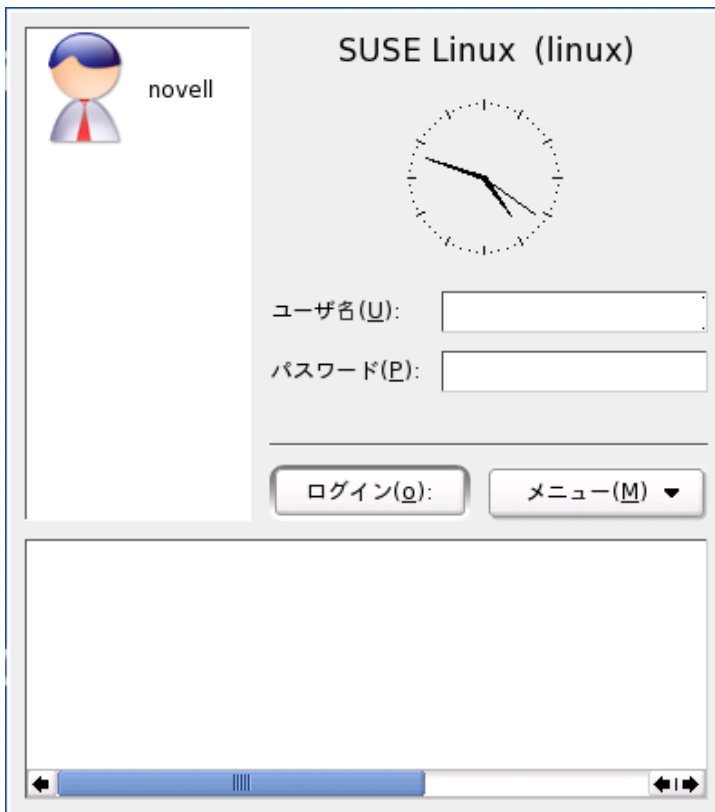 novell
SUSE Linux (linux)
ユーザ名(U):
パスワード(P):
ログイン(o):
メニュー(M)